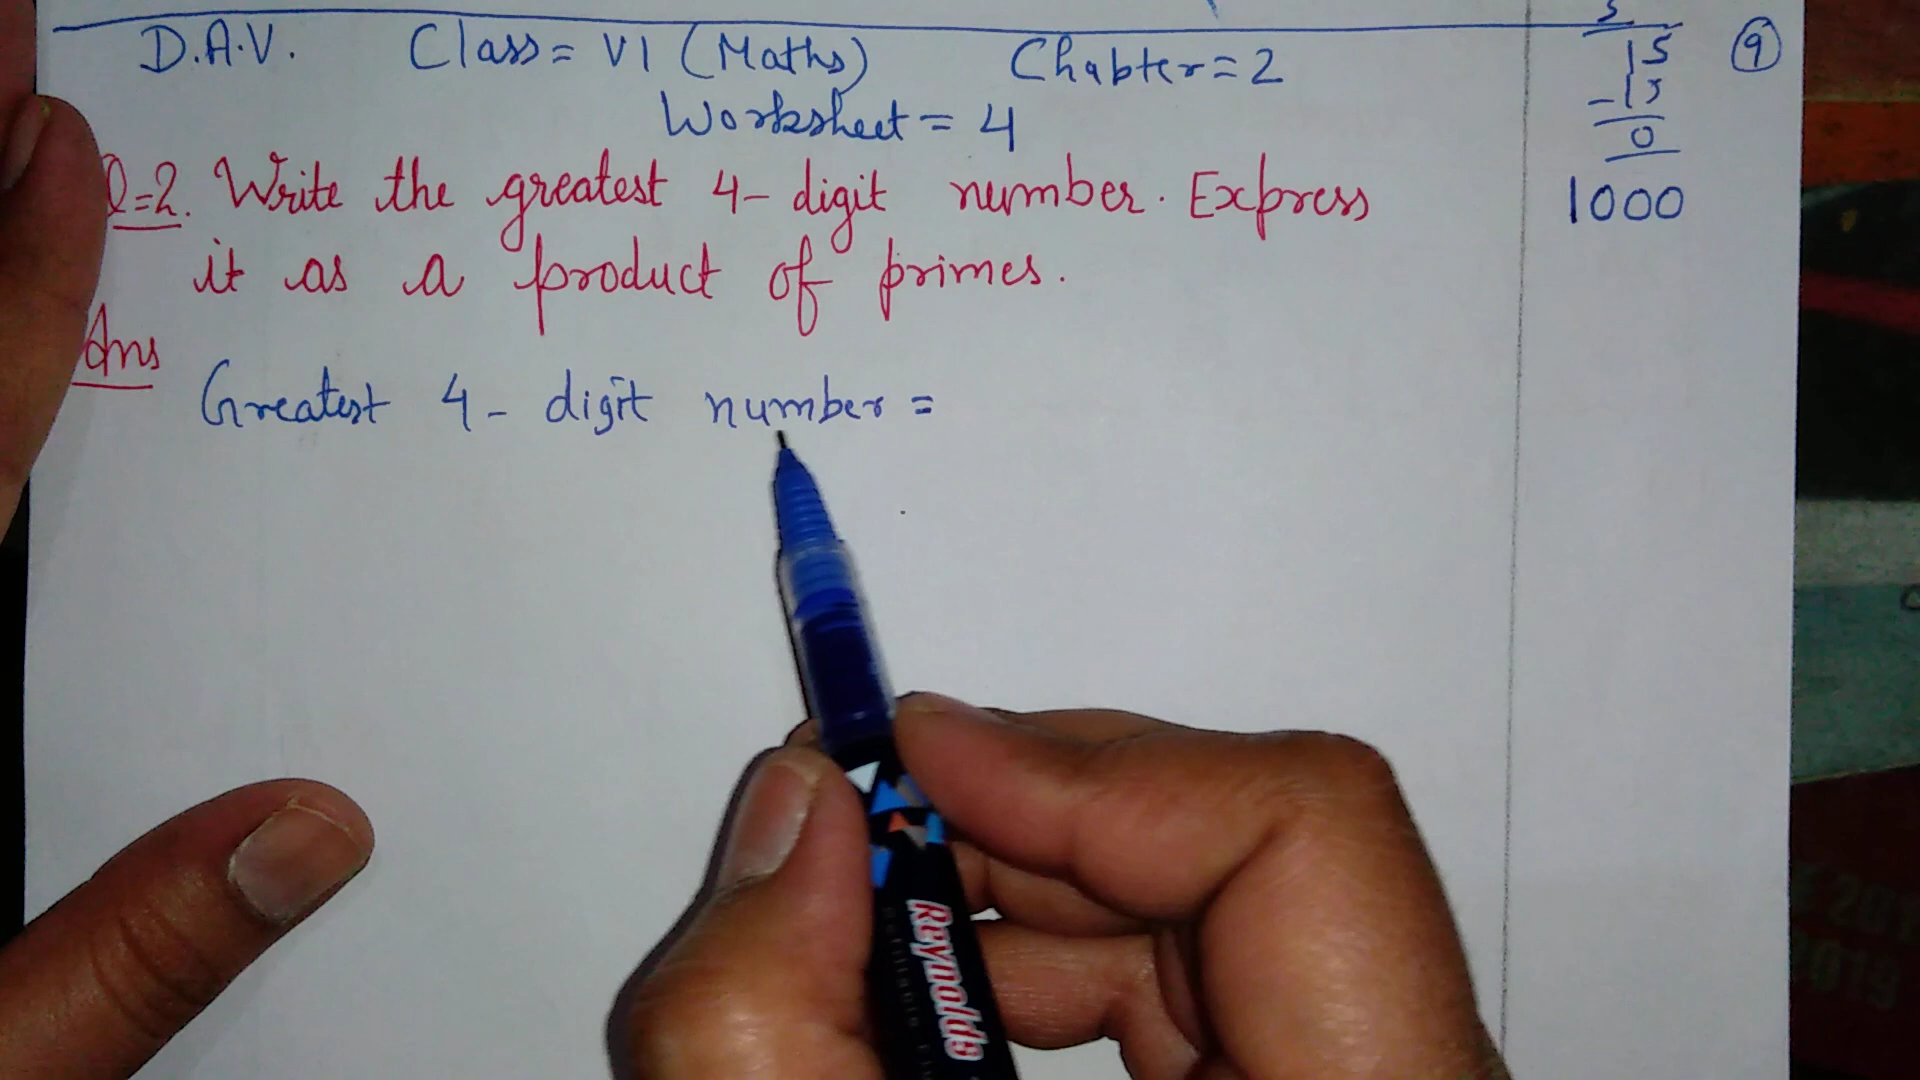 D.A.V. Class = VI (Maths) Chapter = 2
Worksheet = 4
Q=2. Write the greatest 4-digit number. Express
it as a product of primes.
Ans
Greatest 4-digit number =
15
-15
0
1000
9
Reynolds